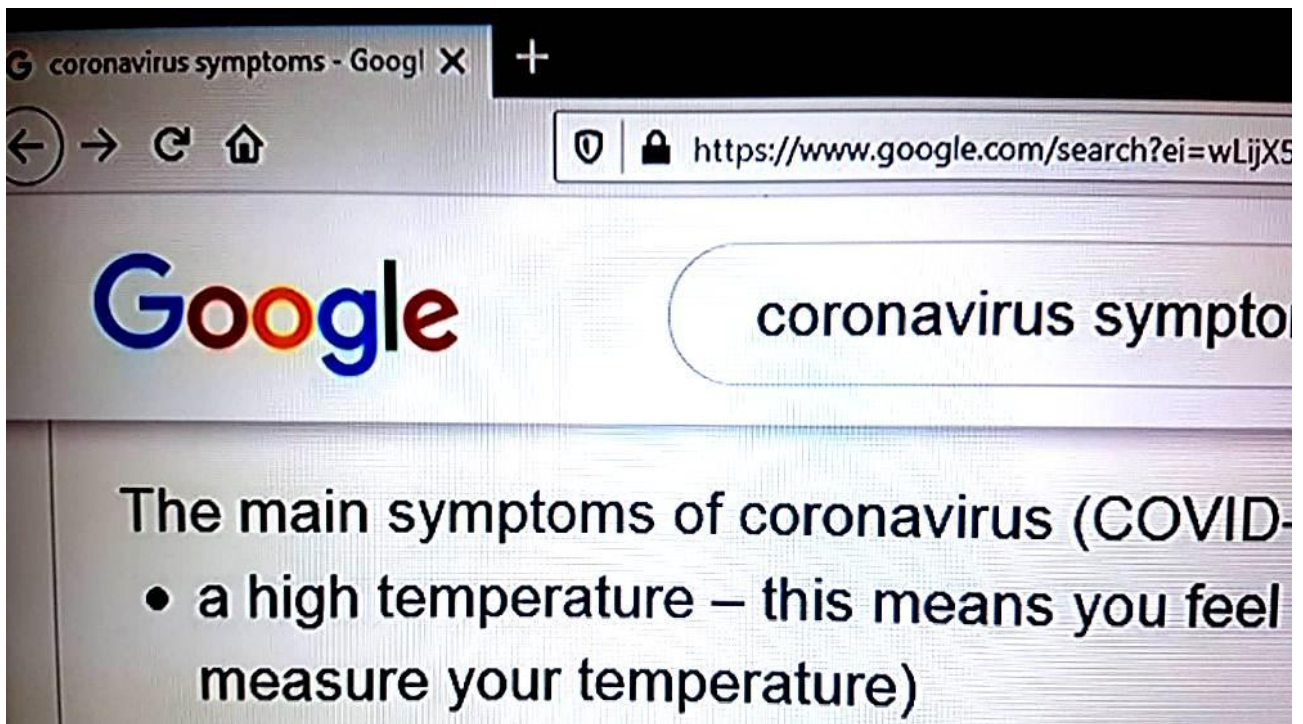 G coronavirus symptoms - Googl
https://www.google.com/search?ei=wLijX5
Google
coronavirus sympto
The main symptoms of coronavirus (COVID-
• a high temperature – this means you feel
measure your temperature)